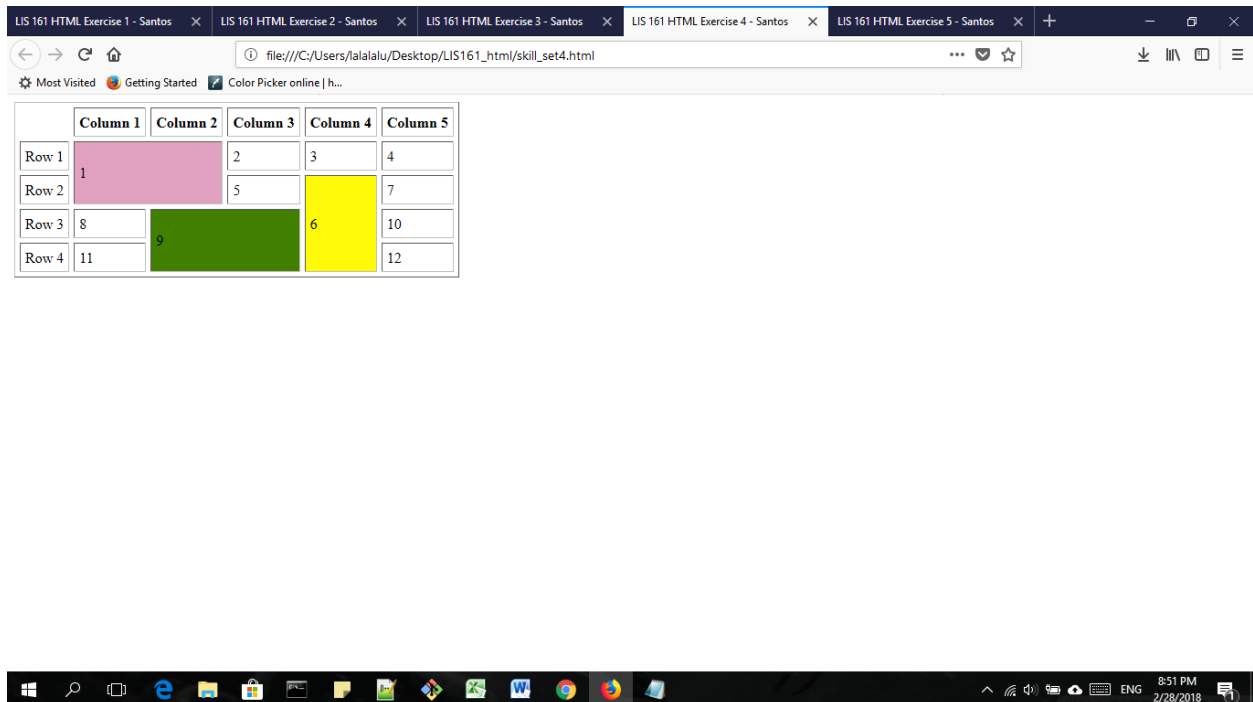 LIS 161 HTML Exercise 1 - Santos LIS 161 HTML Exercise 2 - Santos LIS 161 HTML Exercise 3 - Santos LIS 161 HTML Exercise 4 - Santos LIS 161 HTML Exercise 5 - Santos
file:///C:/Users/lalalalu/Desktop/LIS161_html/skill_set4.html
Most Visited Getting Started Color Picker online | h...
Column 1 Column 2 Column 3 Column 4 Column 5
Row 1 1 2 3 4
Row 2 5 6 7
Row 3 8 9 10
Row 4 11 12
ENG 8:51 PM
2/28/2018